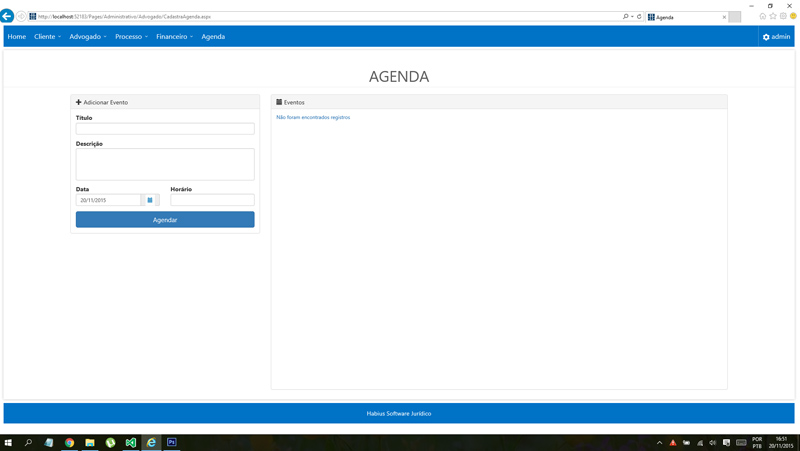 http://localhost:52183/Pages/Administrativo/Advogado/CadastraAgenda.aspx
Agenda
Home Cliente Advogado Processo Financeiro Agenda
admin
AGENDA
Adicionar Evento
Título
Descrição
Data
Horário
20/11/2015
Agendar
Eventos
Não foram encontrados registros
Habius Software Jurídico
Ps
POR
PTB
16:51
20/11/2015